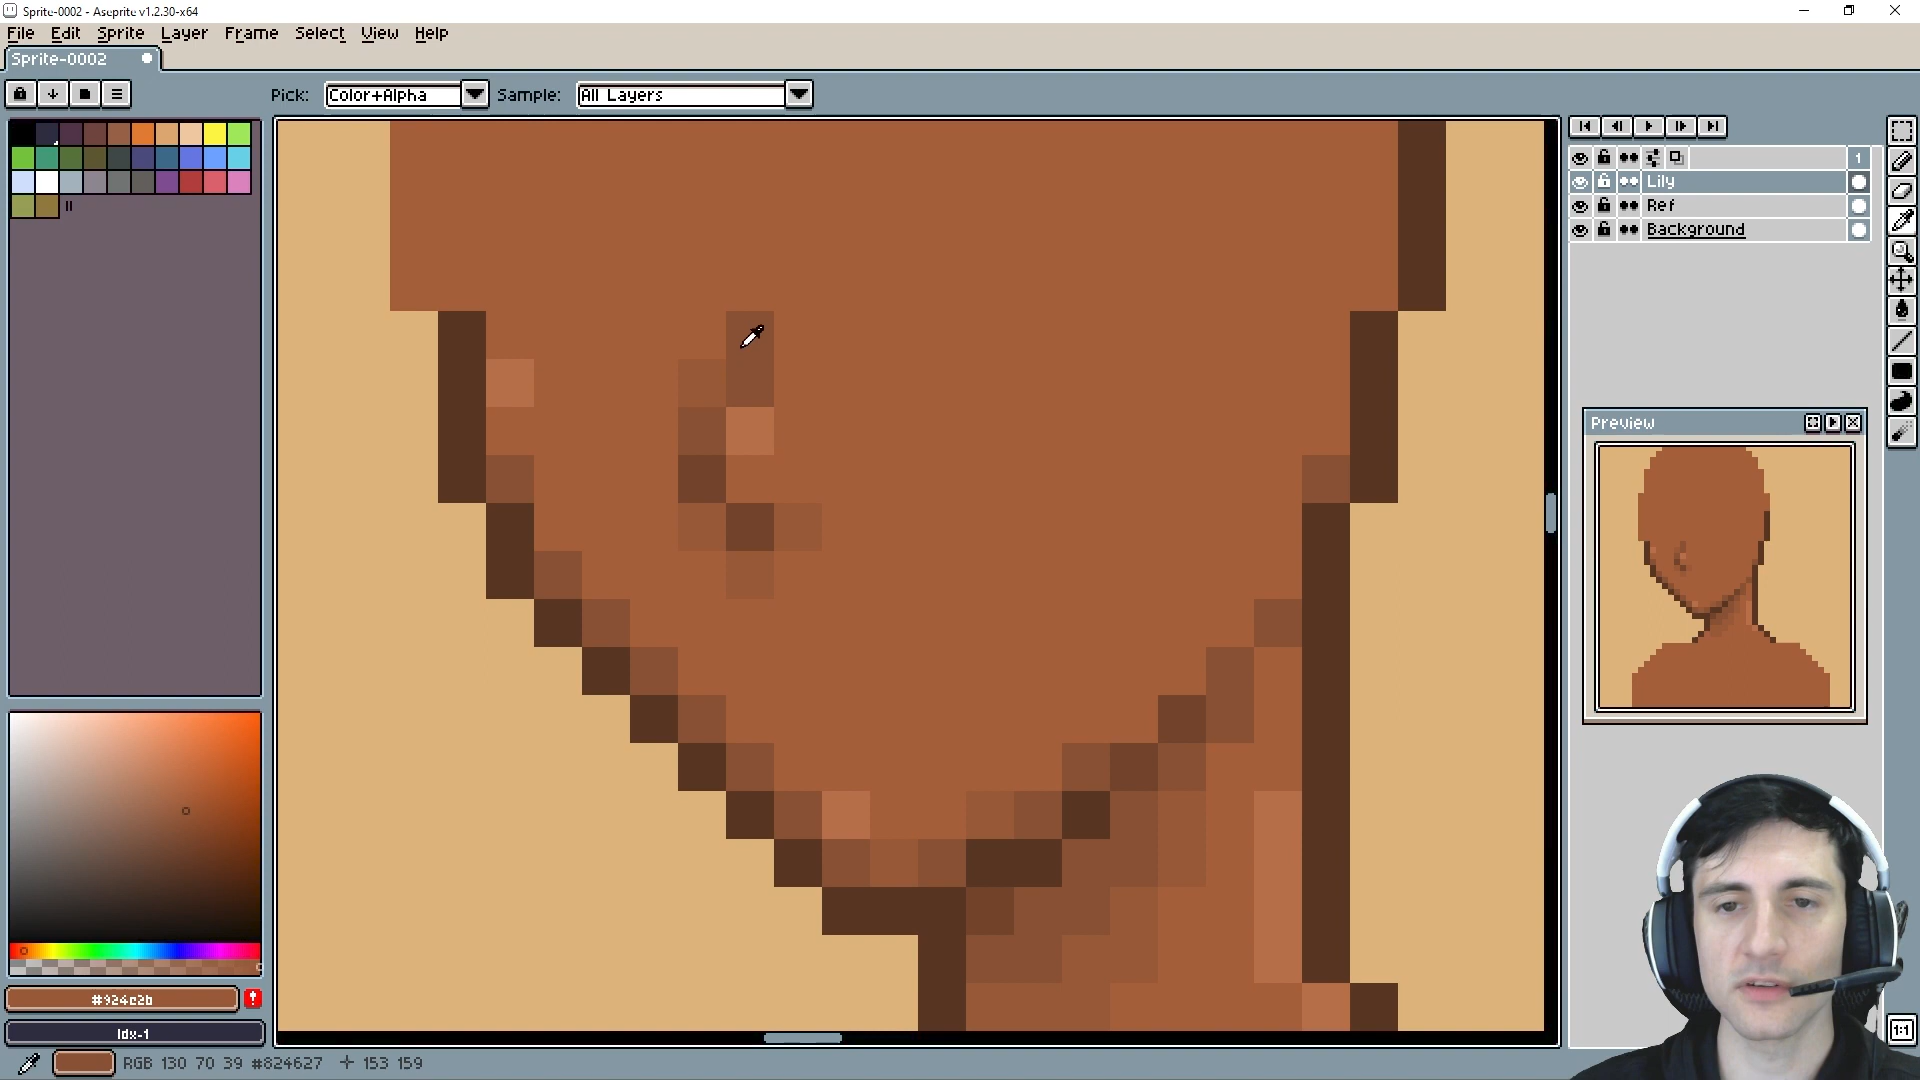 Sprite-0002 - Aseprite v1.2.30-x64
File Edit Sprite Layer Frame Select View Help
Sprite-0002
Pick: Color+Alpha Sample: All Layers
1
Lily
Ref
Background
Preview
#924c2b
Idx-1
1:1
RGB 130 70 39 #824627 153 159